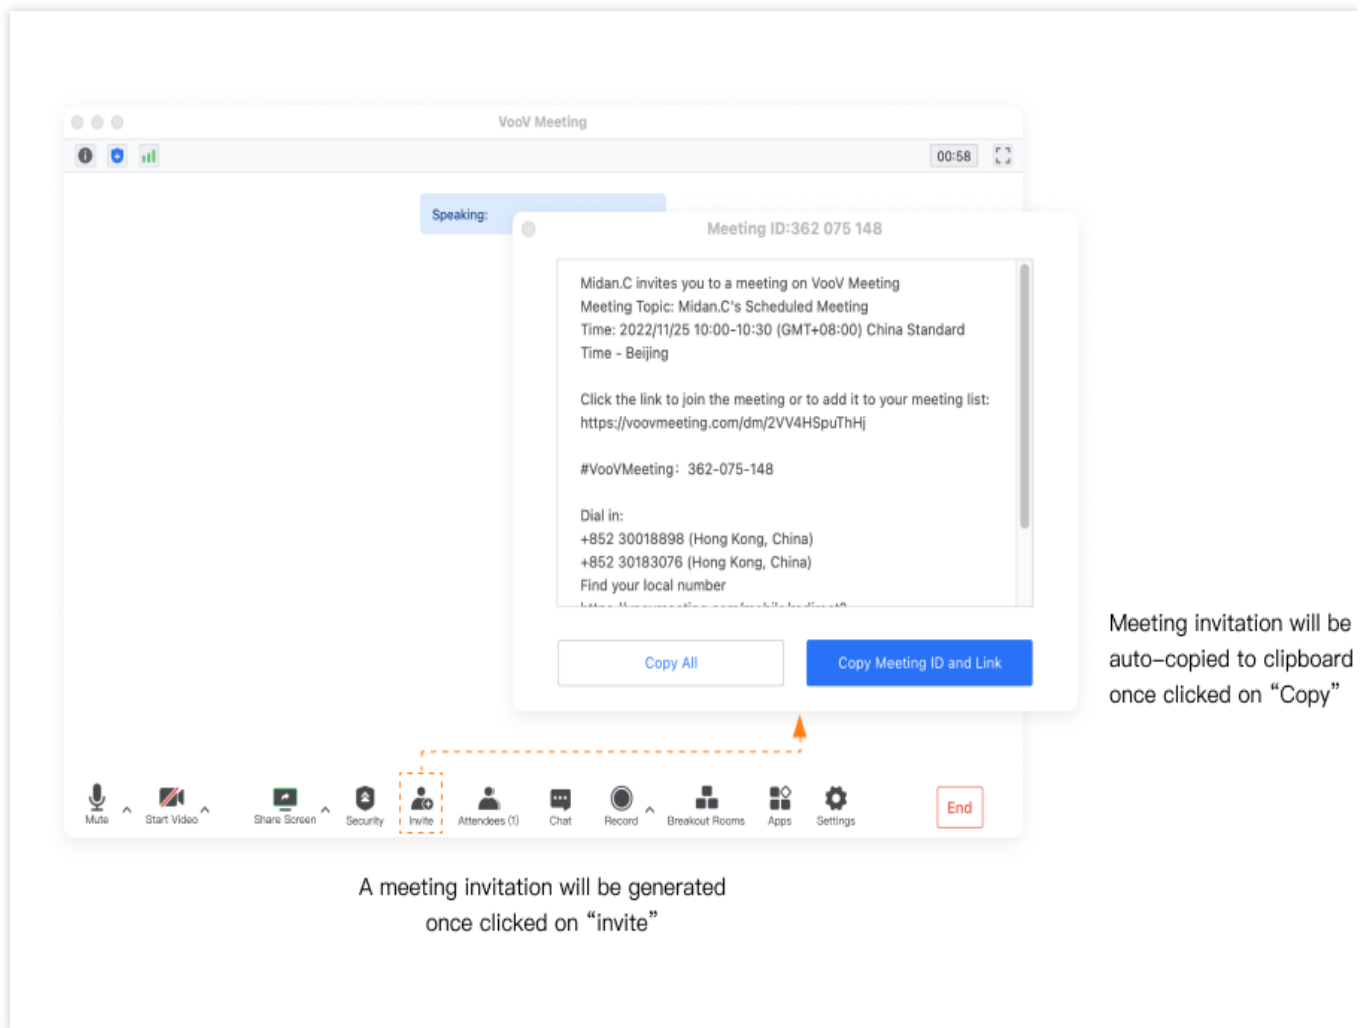 VooV Meeting
00:58
Speaking:
Meeting ID:362 075 148
Midan.C invites you to a meeting on VooV Meeting
Meeting Topic: Midan.C's Scheduled Meeting
Time: 2022/11/25 10:00-10:30 (GMT+08:00) China Standard
Time - Beijing
Click the link to join the meeting or to add it to your meeting list:
https://voovmeeting.com/dm/2VV4HSpuThHj
#VooVMeeting：362-075-148
Dial in:
+852 30018898 (Hong Kong, China)
+852 30183076 (Hong Kong, China)
Find your local number
Copy All
Copy Meeting ID and Link
Meeting invitation will be
auto-copied to clipboard
once clicked on “Copy”
Mute
Start Video
Share Screen
Security
Invite
Attendees (1)
Chat
Record
Breakout Rooms
Apps
Settings
End
A meeting invitation will be generated
once clicked on “invite”